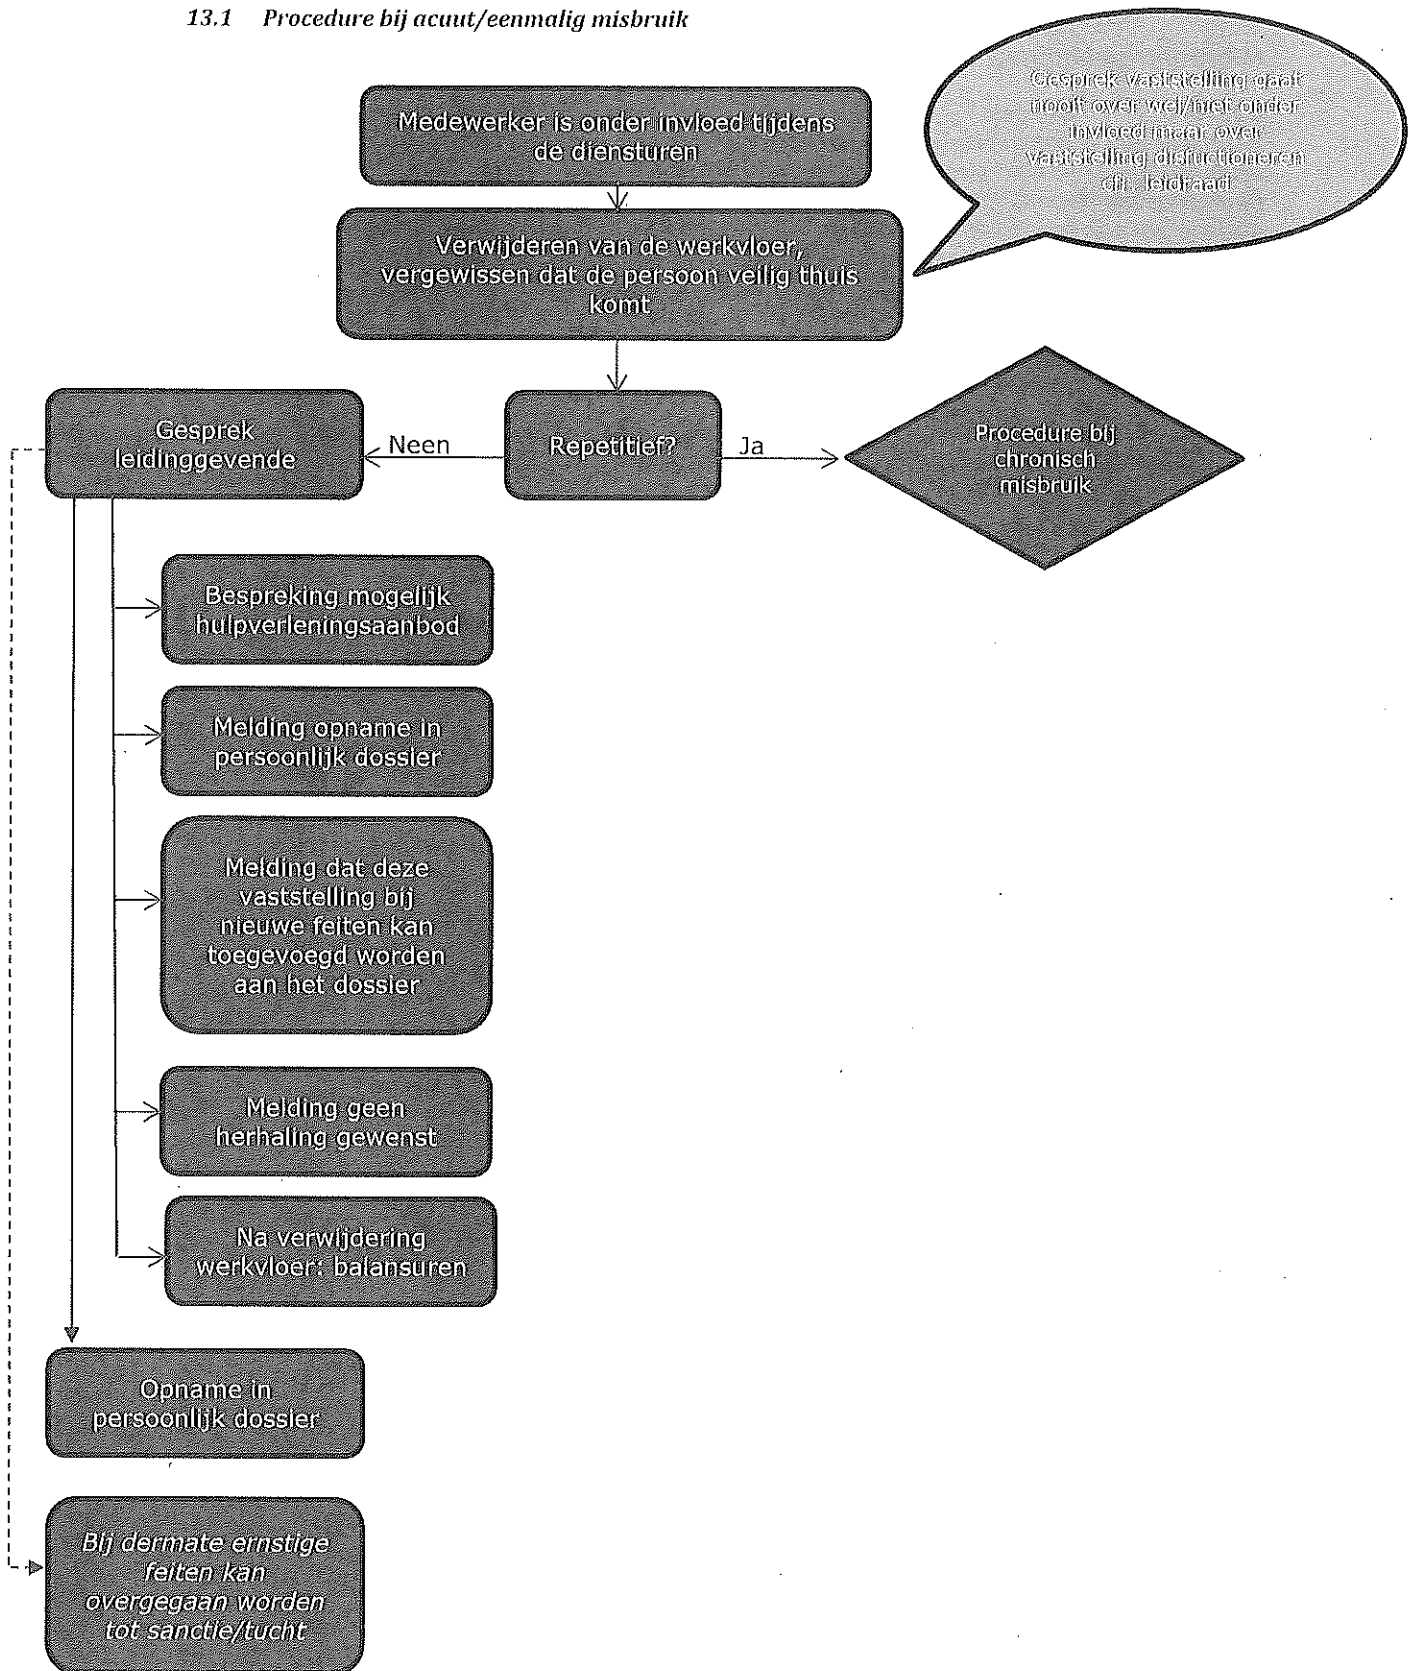 13.1 Procedure bij acuut/eenmalig misbruik
Gesprek vaststelling gaat
nooit over wel/niet onder
invloed maar over
vaststelling disfuctioneren
cfr. leidraad
Medewerker is onder invloed tijdens
de diensturen
Verwijderen van de werkvloer,
vergewissen dat de persoon veilig thuis
komt
Gesprek
leidinggevende
Neen
Repetitief?
Ja
Procedure bij
chronisch
misbruik
Bespreking mogelijk
hulpverleningsaanbod
Melding opname in
persoonlijk dossier
Melding dat deze
vaststelling bij
nieuwe feiten kan
toegevoegd worden
aan het dossier
Melding geen
herhaling gewenst
Na verwijdering
werkvloer: balansuren
Opname in
persoonlijk dossier
Bij dermate ernstige
feiten kan
overgegaan worden
tot sanctie/tucht